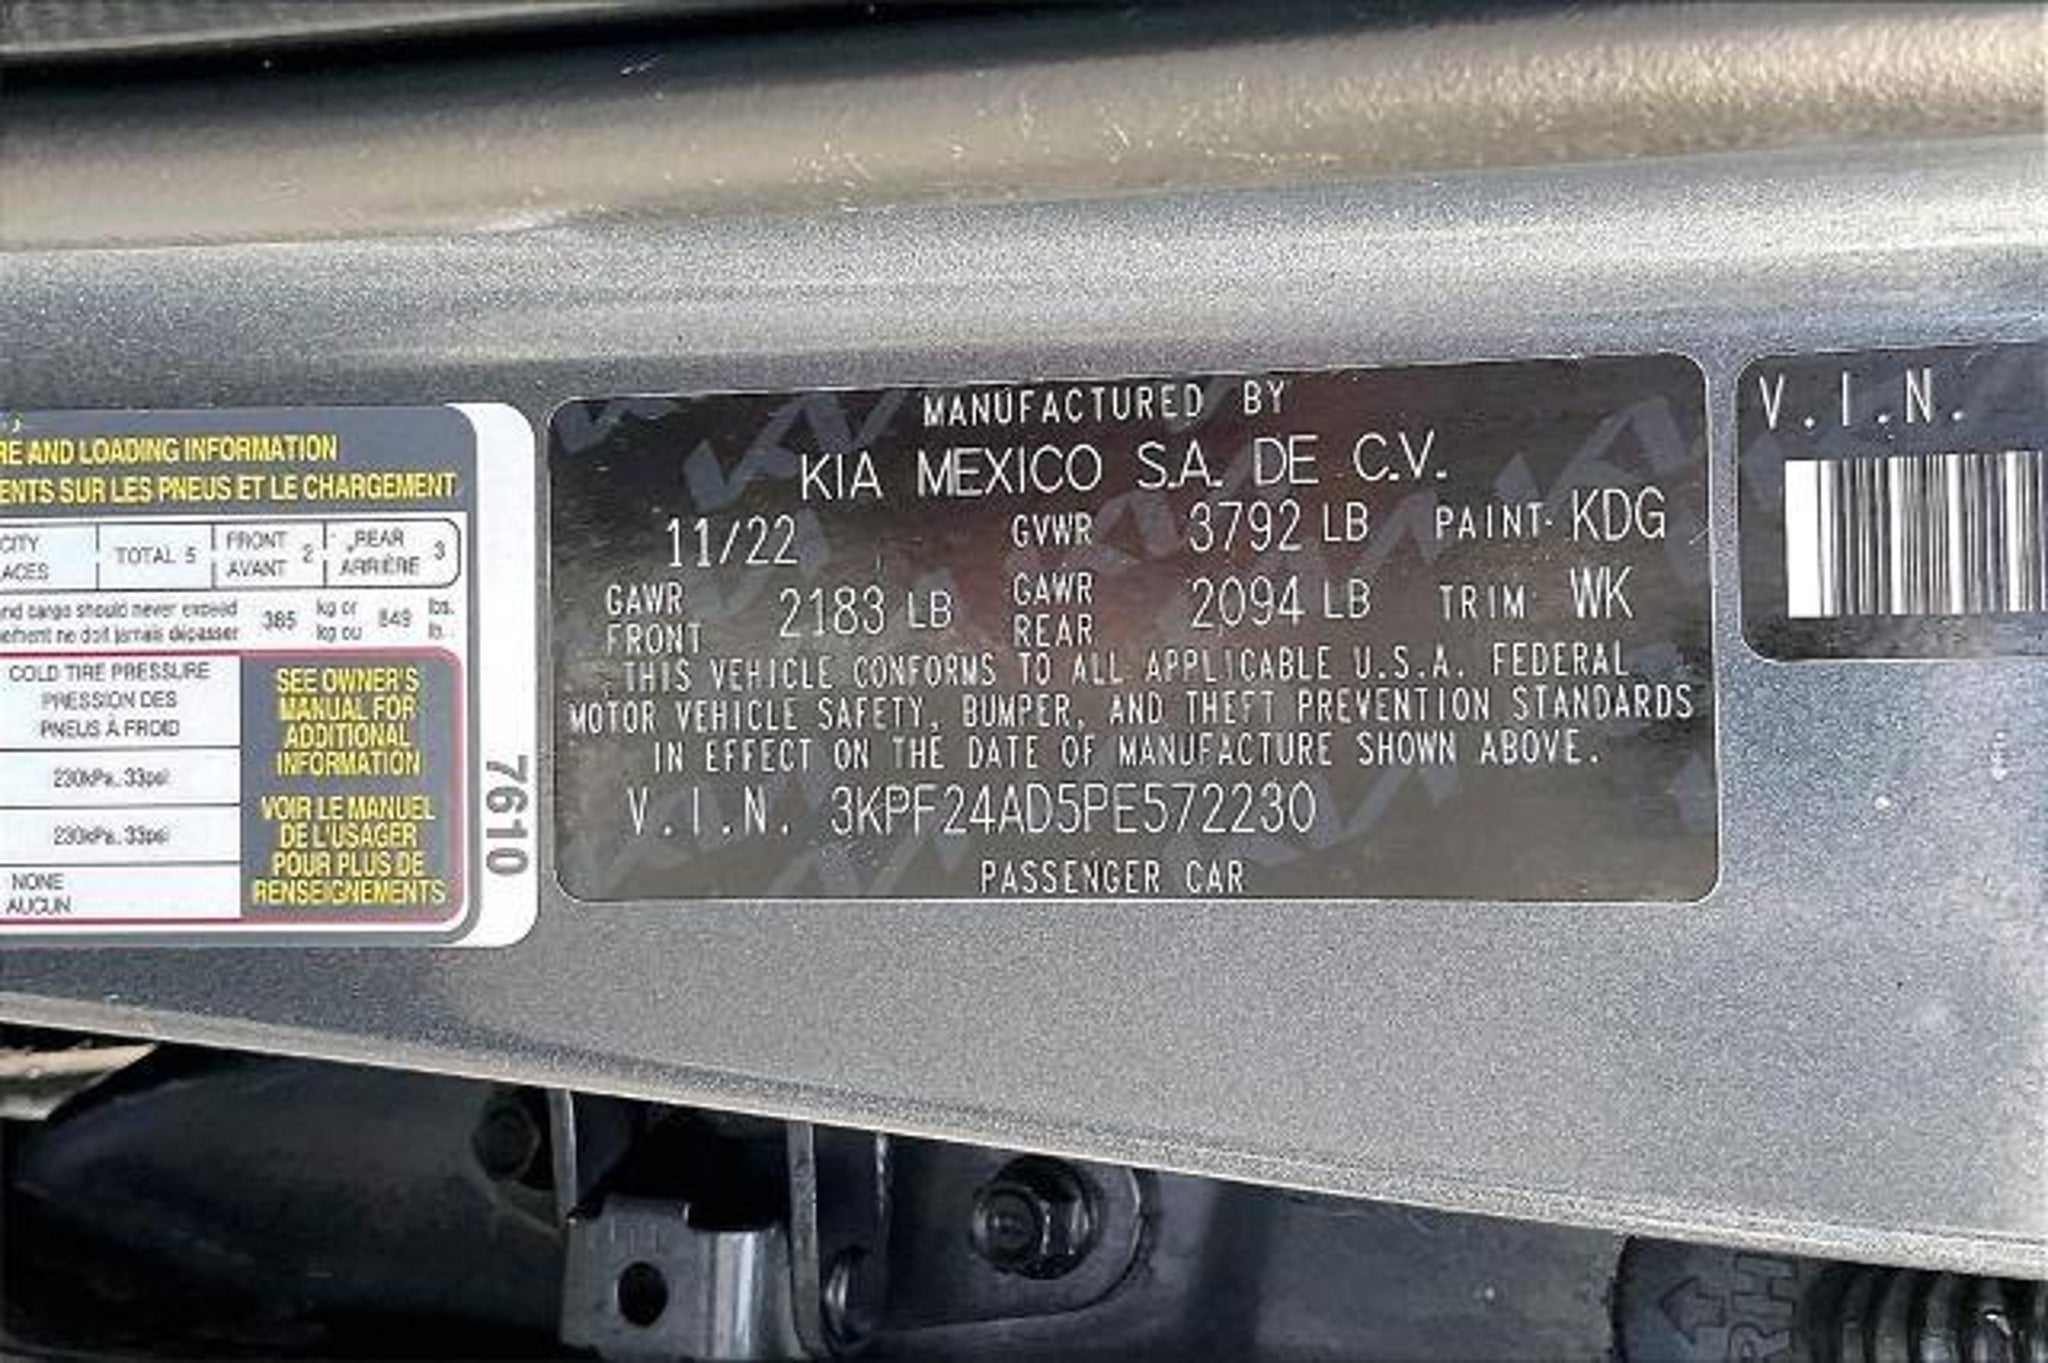 RE AND LOADING INFORMATION
ENTS SUR LES PNEUS ET LE CHARGEMENT
CITY
ACES
TOTAL 5
FRONT
AVANT 2
REAR
ARRIÈRE 3
and cargo should never exceed 385 kg or 849 lbs.
nement ne doit jamais dépasser kg ou lb.
COLD TIRE PRESSURE
PRESSION DES
PNEUS À FROID
230kPa, 33psi
230kPa, 33psi
NONE
AUCUN
SEE OWNER'S
MANUAL FOR
ADDITIONAL
INFORMATION
VOIR LE MANUEL
DE L'USAGER
POUR PLUS DE
RENSEIGNEMENTS
7610
MANUFACTURED BY
KIA MEXICO S.A. DE C.V.
11/22 GVWR 3792 LB PAINT: KDG
GAWR FRONT 2183 LB GAWR REAR 2094 LB TRIM: WK
THIS VEHICLE CONFORMS TO ALL APPLICABLE U.S.A. FEDERAL
MOTOR VEHICLE SAFETY, BUMPER, AND THEFT PREVENTION STANDARDS
IN EFFECT ON THE DATE OF MANUFACTURE SHOWN ABOVE.
V.I.N. 3KPF24AD5PE572230
PASSENGER CAR
V.I.N.
RH